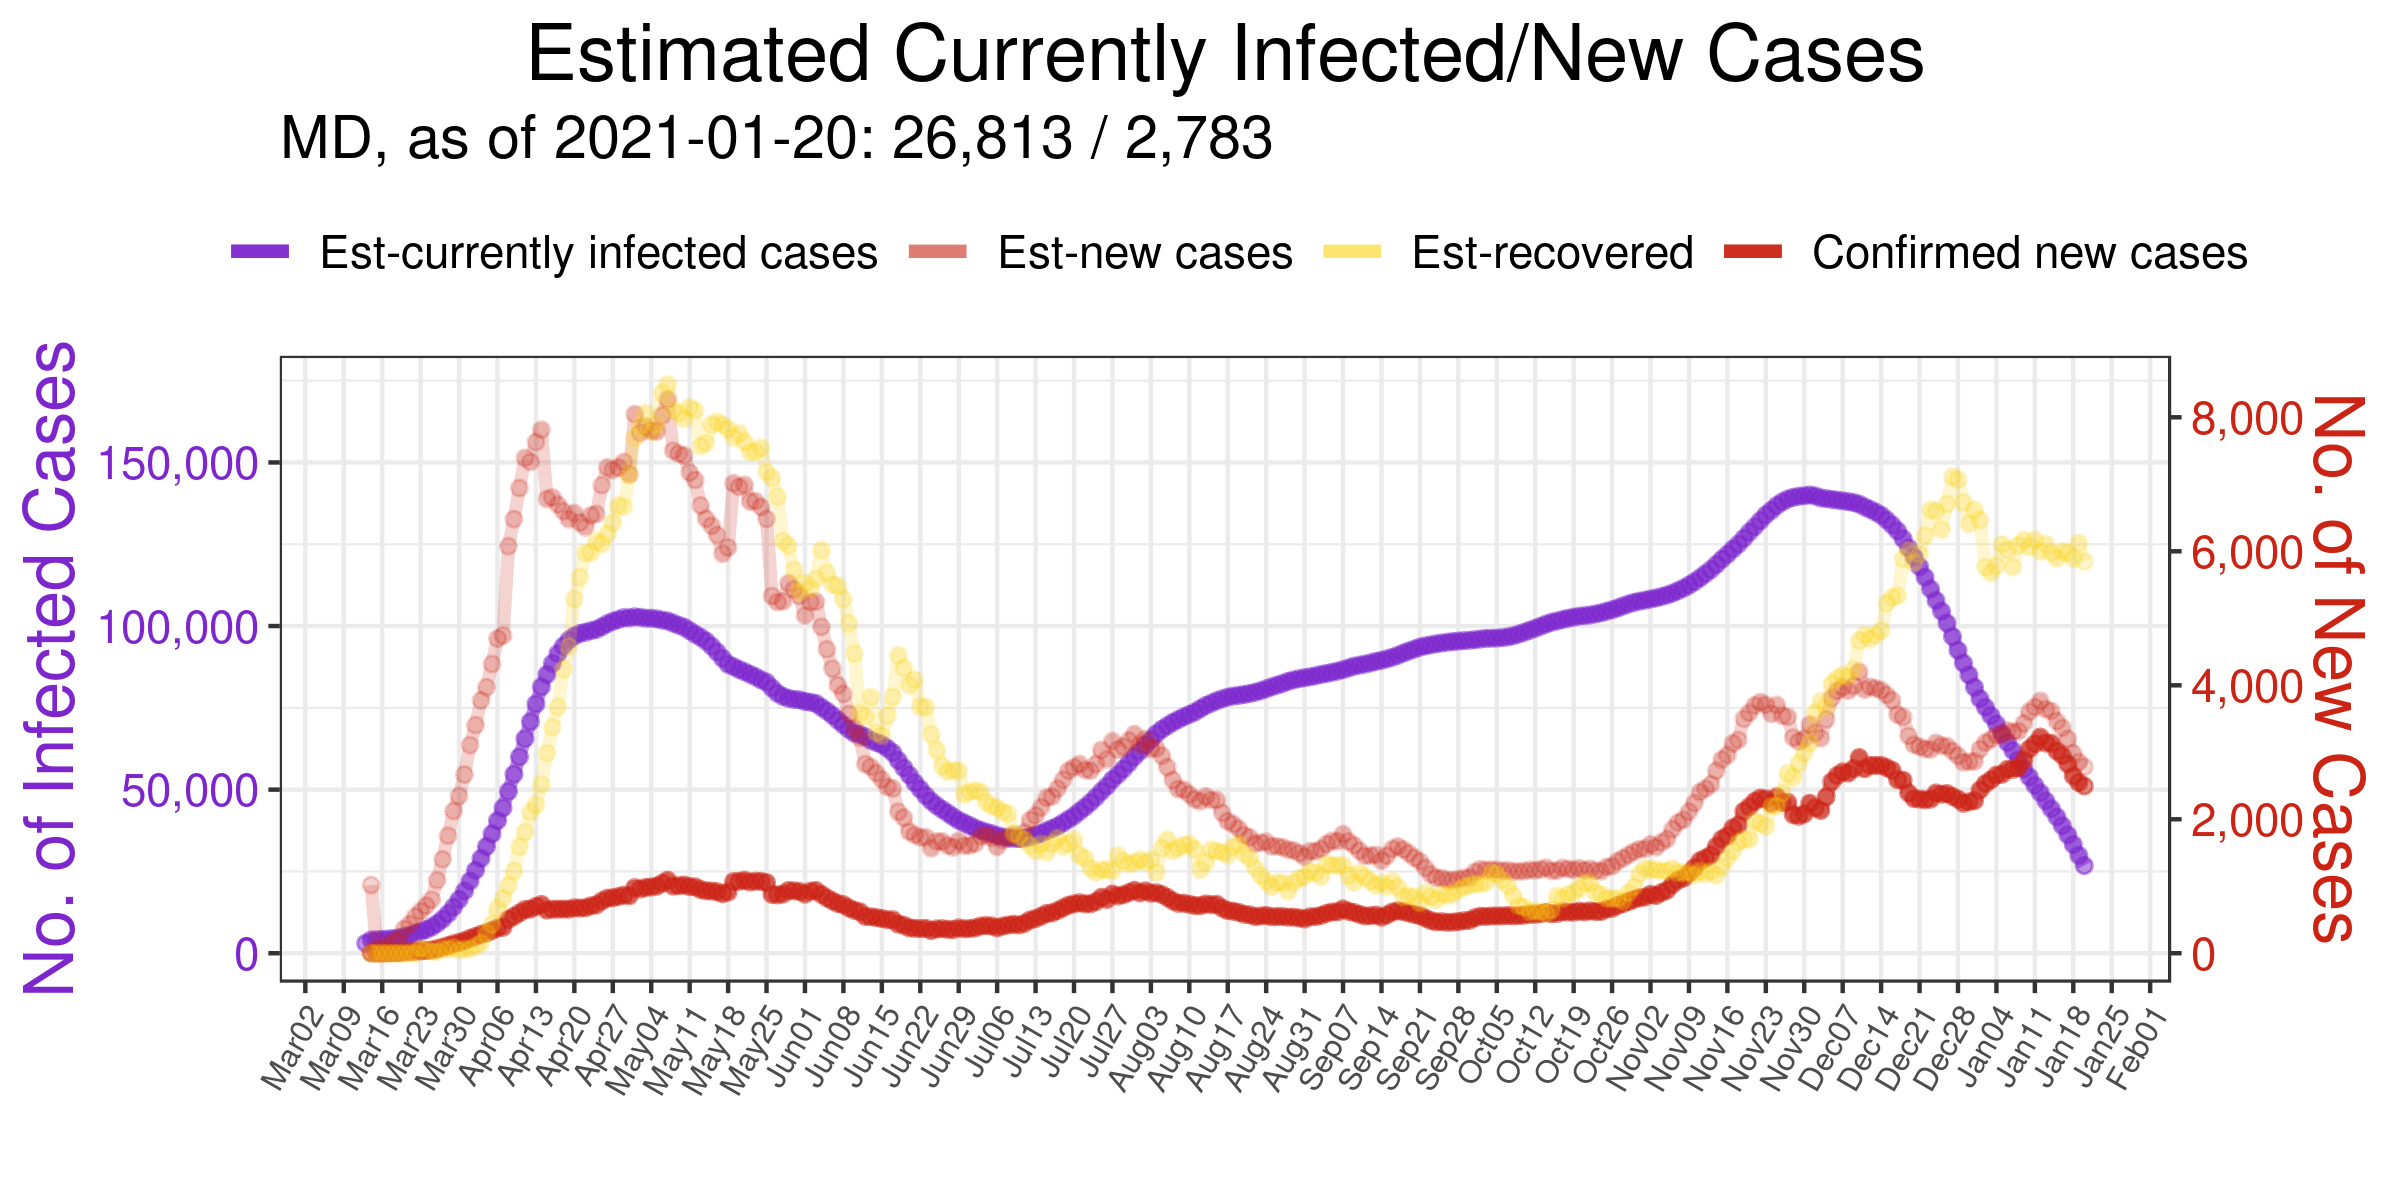 Estimated Currently Infected/New Cases
MD, as of 2021-01-20: 26,813 / 2,783
Est-currently infected cases Est-new cases Est-recovered Confirmed new cases
No. of Infected Cases
150,000
100,000
50,000
0
8,000
6,000
4,000
2,000
0
No. of New Cases
Mar02 Mar09 Mar16 Mar23 Mar30 Apr06 Apr13 Apr20 Apr27 May04 May11 May18 May25 Jun01 Jun08 Jun15 Jun22 Jun29 Jul06 Jul13 Jul20 Jul27 Aug03 Aug10 Aug17 Aug24 Aug31 Sep07 Sep14 Sep21 Sep28 Oct05 Oct12 Oct19 Oct26 Nov02 Nov09 Nov16 Nov23 Nov30 Dec07 Dec14 Dec21 Dec28 Jan04 Jan11 Jan18 Jan25 Feb01